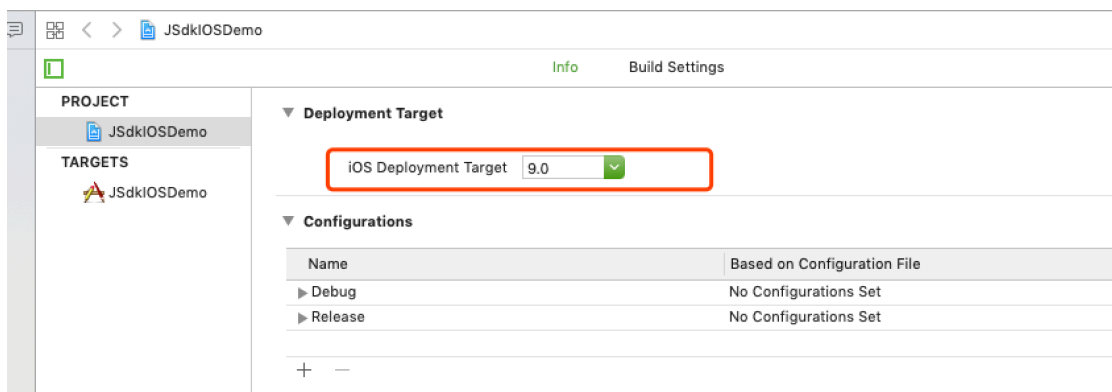 JSdkIOSDemo
Info Build Settings
PROJECT
JSdkIOSDemo
TARGETS
JSdkIOSDemo
Deployment Target
iOS Deployment Target 9.0
Configurations
Name Based on Configuration File
Debug No Configurations Set
Release No Configurations Set